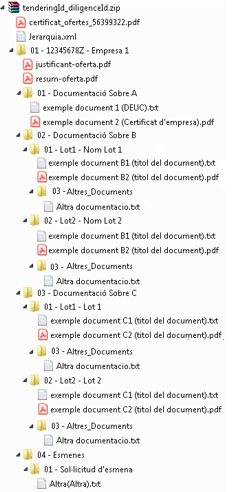 tenderingId_diligenceId.zip
certificat_ofertes_56399322.pdf
Jerarquia.xml
01 - 12345678Z - Empresa 1
justificant-oferta.pdf
resum-oferta.pdf
01 - Documentació Sobre A
exemple document 1 (DEUC).txt
exemple document 2 (Certificat d'empresa).pdf
02 - Documentació Sobre B
01 - Lot1 - Nom Lot 1
exemple document B1 (titol del document).txt
exemple document B2 (titol del document).pdf
03 - Altres_Documents
Altra documentacio.txt
02 - Lot2 - Nom Lot 2
exemple document B1 (titol del document).txt
exemple document B2 (titol del document).pdf
03 - Altres_Documents
Altra documentacio.txt
03 - Documentació Sobre C
01 - Lot1 - Lot 1
exemple document C1 (titol del document).txt
exemple document C2 (titol del document).pdf
03 - Altres_Documents
Altra documentacio.txt
02 - Lot2 - Lot 2
exemple document C1 (titol del document).txt
exemple document C2 (titol del document).pdf
03 - Altres_Documents
Altra documentacio.txt
04 - Esmenes
01 - Sol·licitud d'esmena
Altra(Altra).txt